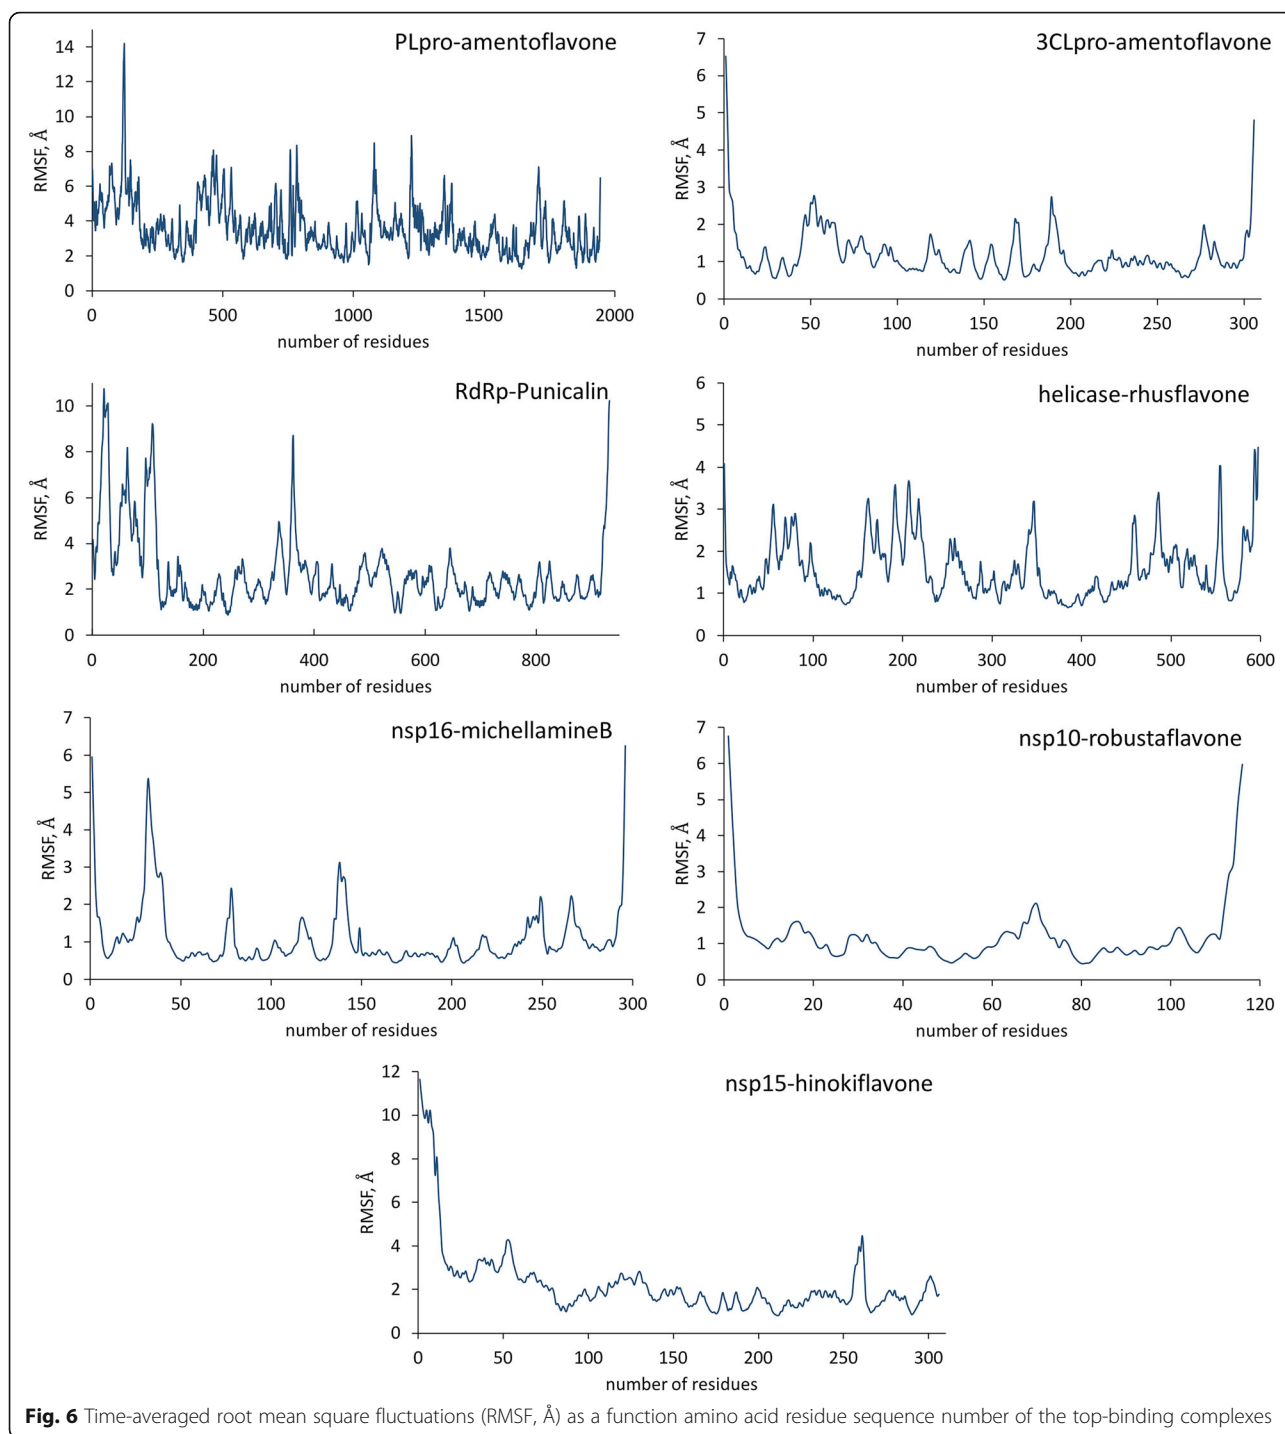 PLpro-amentoflavone
14
12
10
8
6
4
2
0
RMSF, Å
0 500 1000 1500 2000
number of residues
3CLpro-amentoflavone
7
6
5
4
3
2
1
0
RMSF, Å
0 50 100 150 200 250 300
number of residues
RdRp-Punicalin
10
8
6
4
2
0
RMSF, Å
0 200 400 600 800
number of residues
helicase-rhusflavone
6
5
4
3
2
1
0
RMSF, Å
0 100 200 300 400 500 600
number of residues
nsp16-michellamineB
7
6
5
4
3
2
1
0
RMSF, Å
0 50 100 150 200 250 300
number of residues
nsp10-robustaflavone
7
6
5
4
3
2
1
0
RMSF, Å
0 20 40 60 80 100 120
number of residues
nsp15-hinokiflavone
12
10
8
6
4
2
0
RMSF, Å
0 50 100 150 200 250 300
number of residues
Fig. 6 Time-averaged root mean square fluctuations (RMSF, Å) as a function amino acid residue sequence number of the top-binding complexes